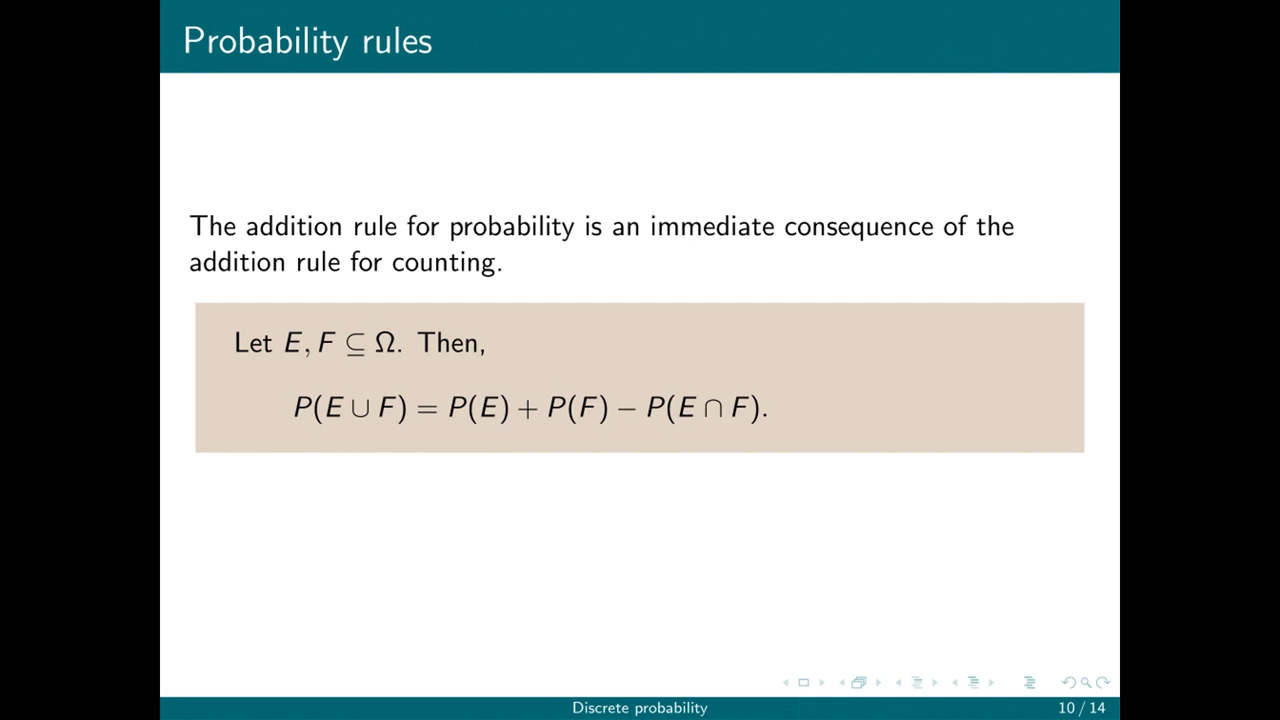 Probability rules
The addition rule for probability is an immediate consequence of the
addition rule for counting.
Let E, F ⊆ Ω. Then,
P(E ∪ F) = P(E) + P(F) − P(E ∩ F).
Discrete probability
10 / 14